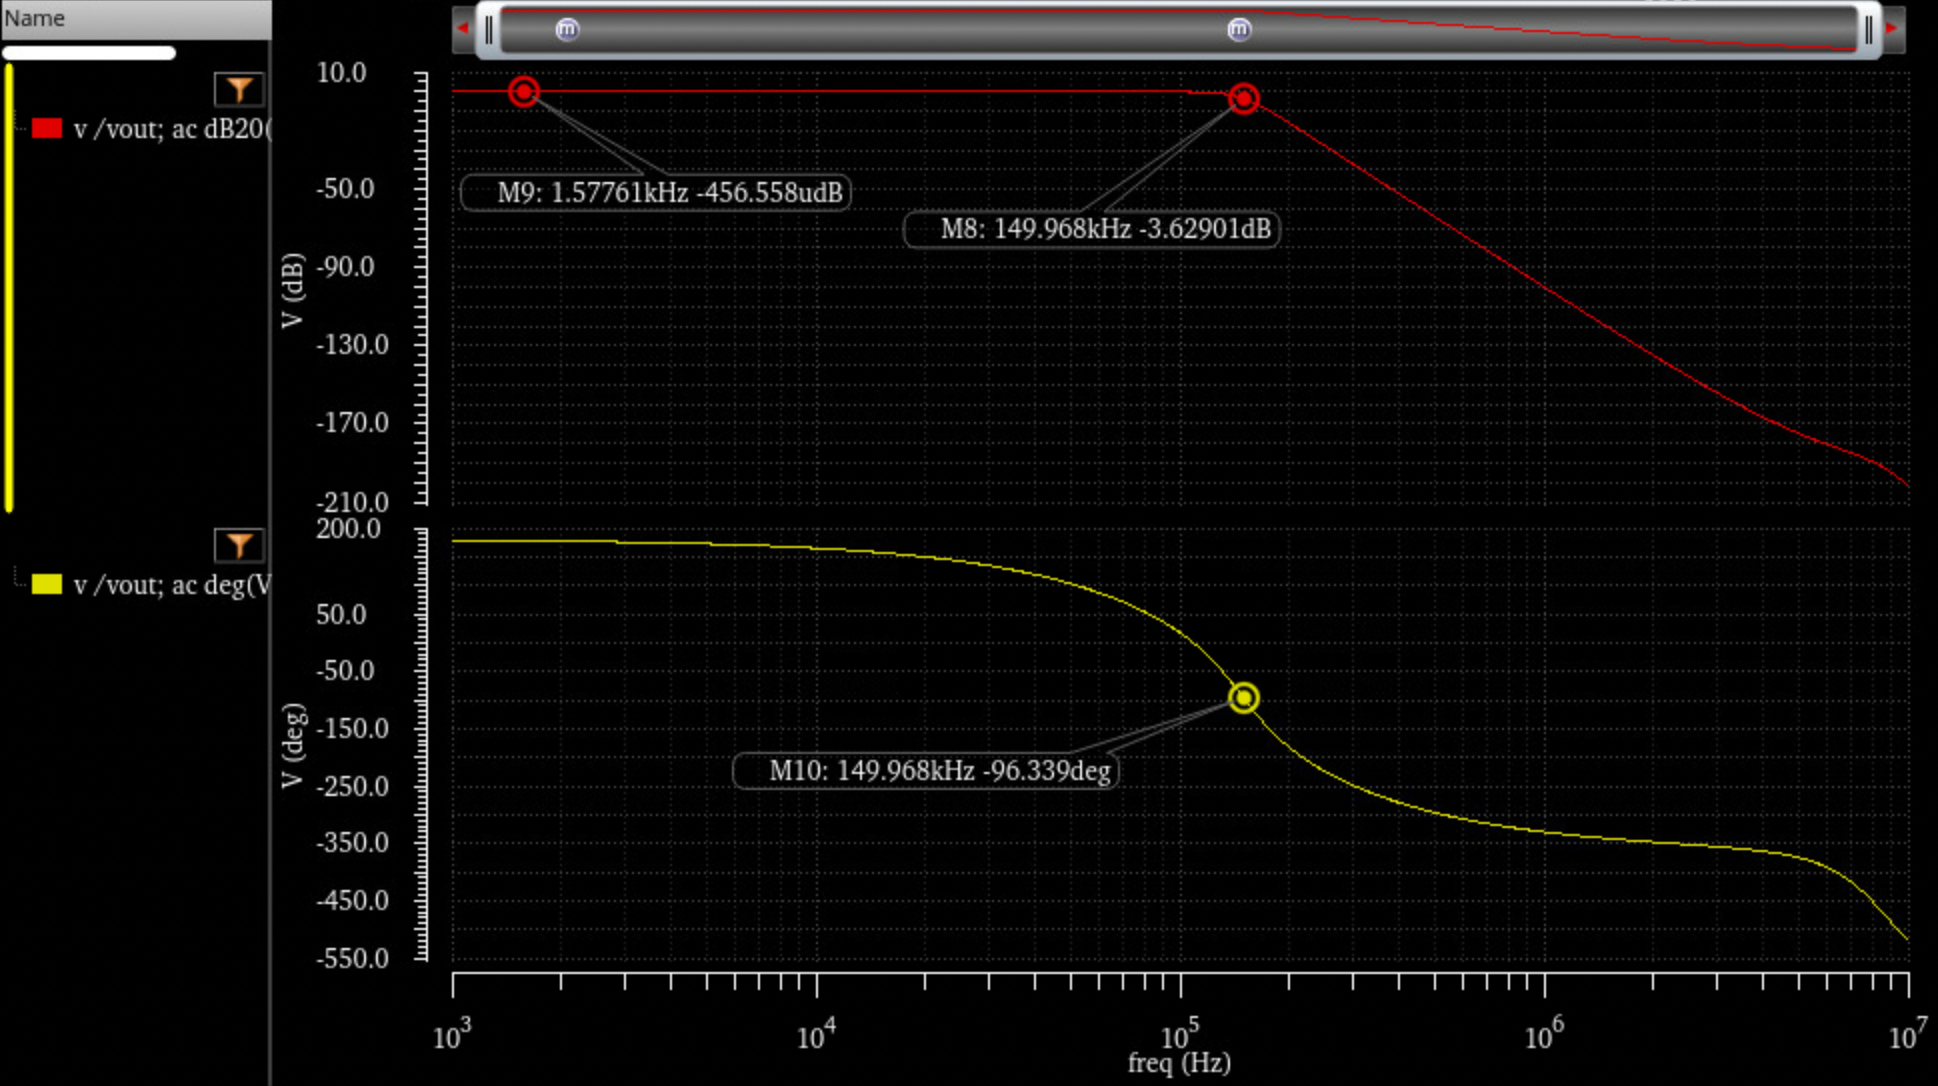 Name
m
m
v /vout; ac dB20(
10.0
-50.0
-90.0
-130.0
-170.0
-210.0
V (dB)
M9: 1.57761kHz -456.558udB
M8: 149.968kHz -3.62901dB
v /vout; ac deg(V
200.0
50.0
-50.0
-150.0
-250.0
-350.0
-450.0
-550.0
V (deg)
M10: 149.968kHz -96.339deg
10³ 10⁴ 10⁵ 10⁶ 10⁷
freq (Hz)